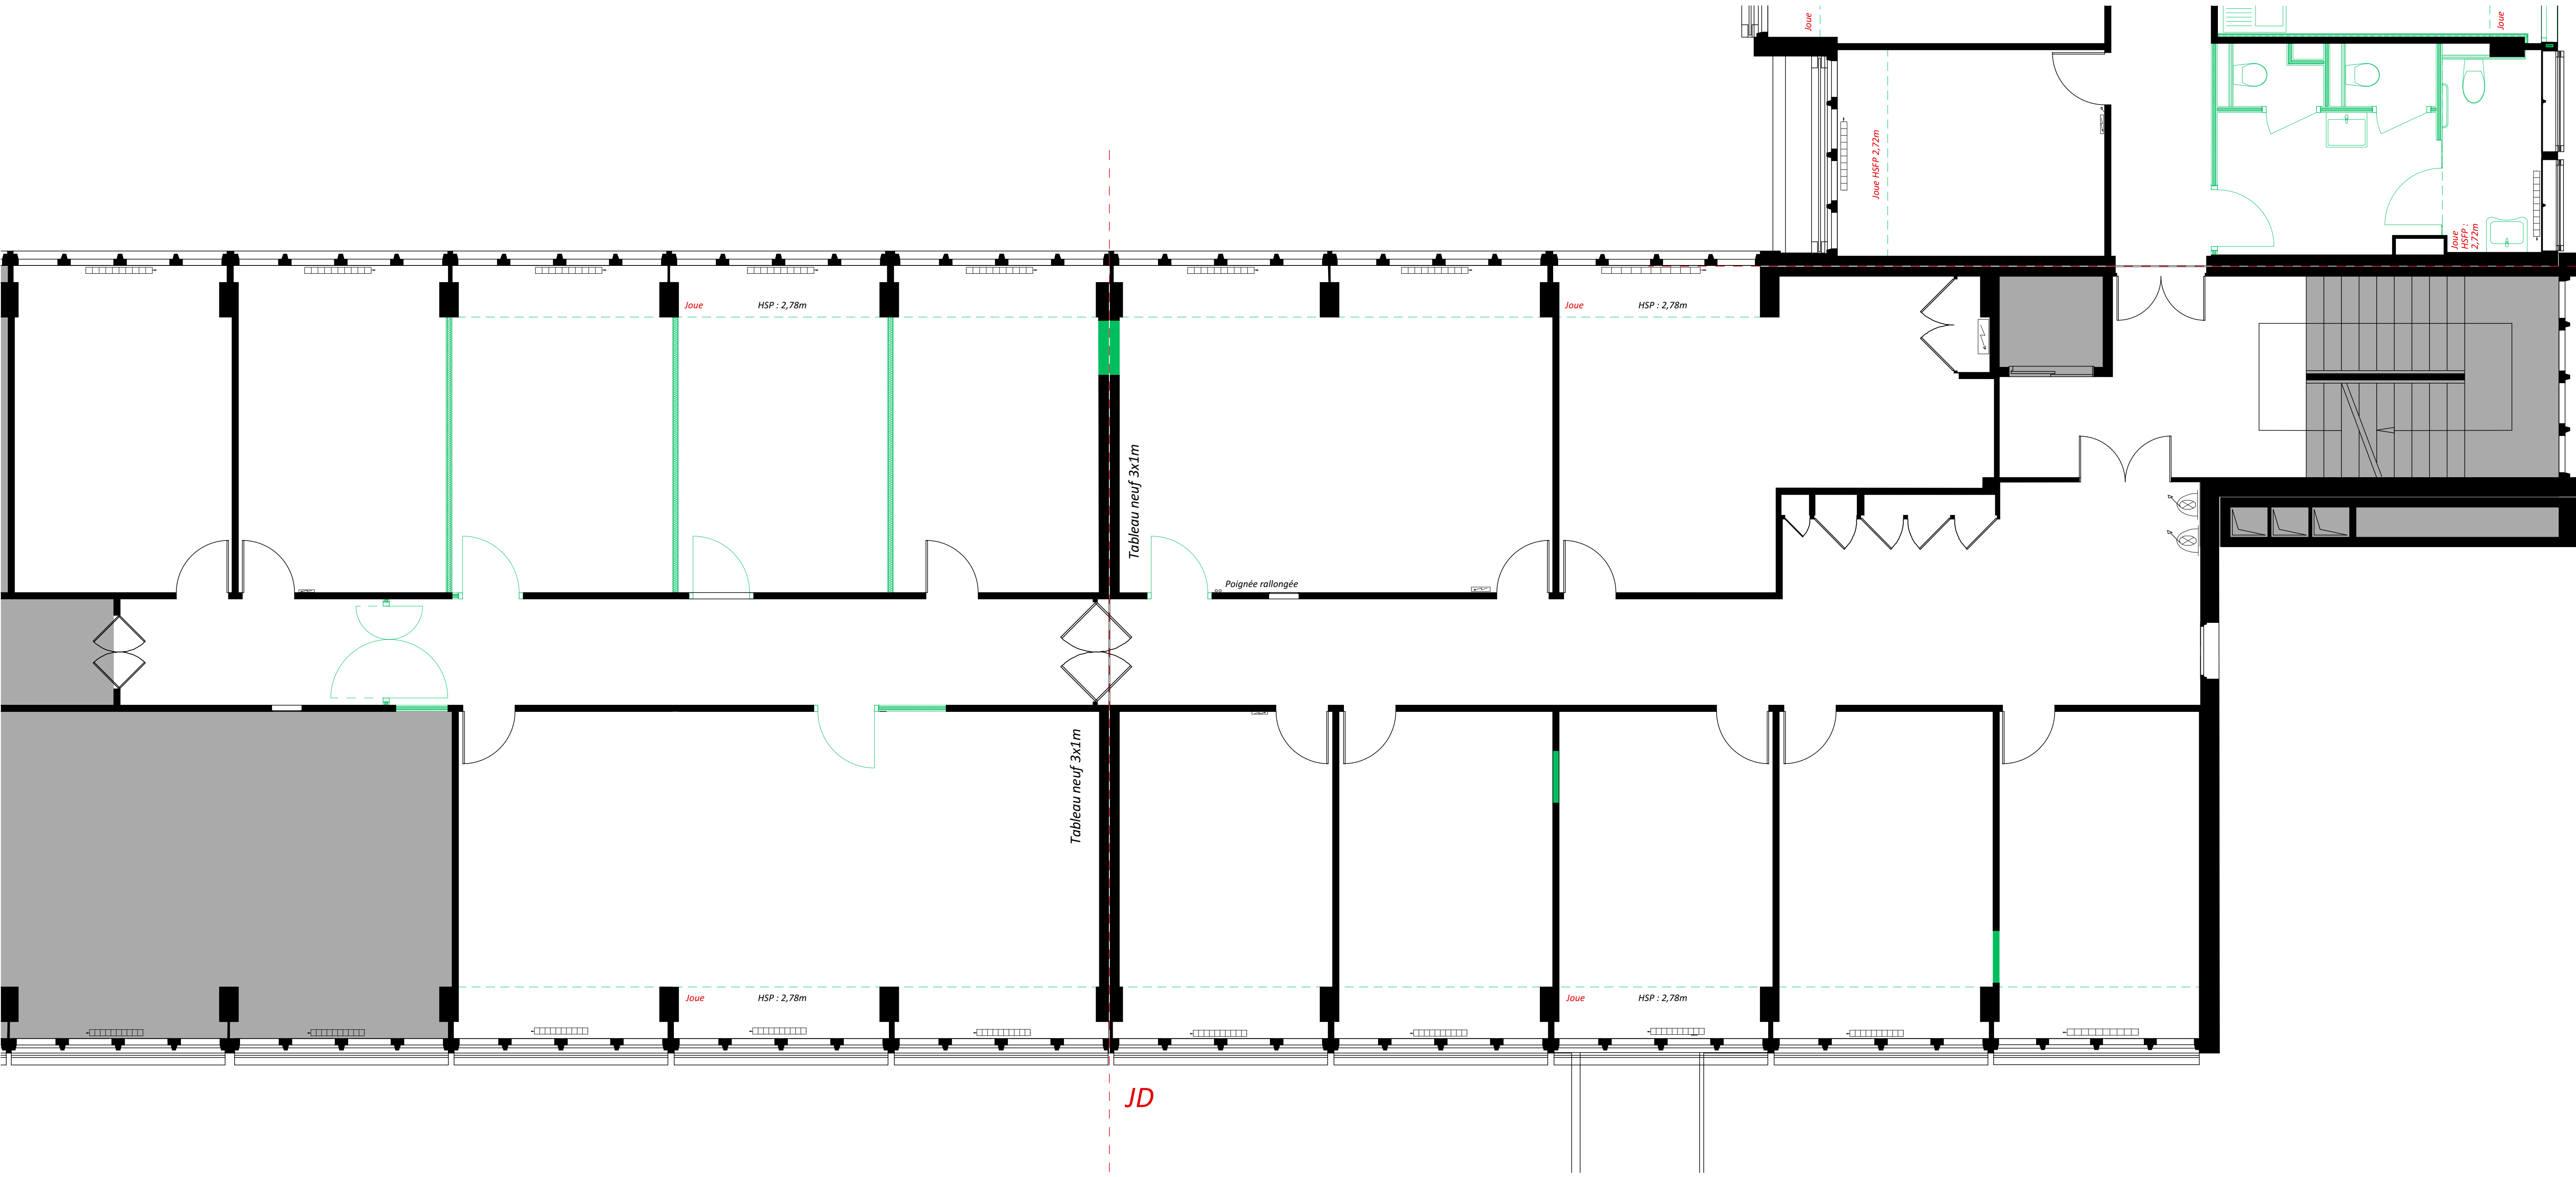 Joue
Joue
Joue HSFP 2,72m
Joue
HSFP :
2,72m
Joue
HSP : 2,78m
Joue
HSP : 2,78m
Tableau neuf 3x1m
Poignée rallongée
Tableau neuf 3x1m
Joue
HSP : 2,78m
Joue
HSP : 2,78m
JD